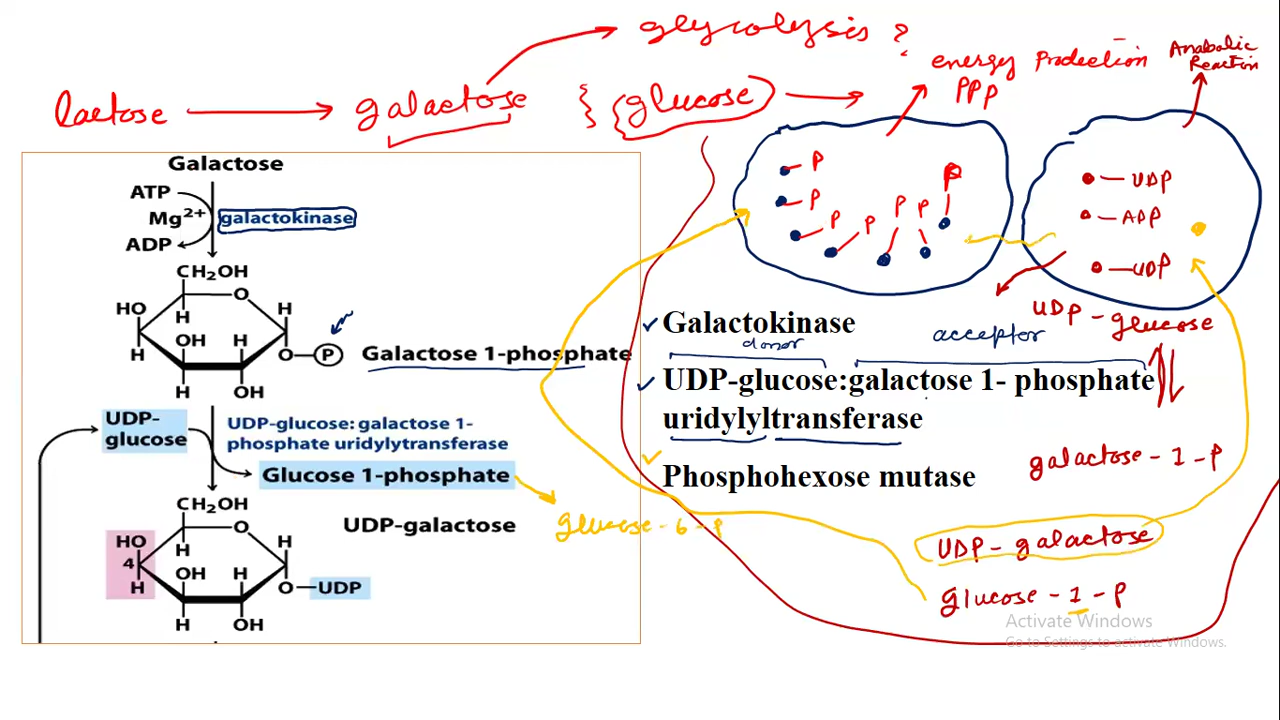 glycolysis ?
lactose → galactose } {glucose} →
energy Production
PPP
Anabolic
Reaction
Galactose
ATP
Mg2+
galactokinase
ADP
CH2OH
O
HO
H
H
OH
H
H
O
P
H
OH
Galactose 1-phosphate
UDP-
glucose
UDP-glucose: galactose 1-
phosphate uridylytransferase
Glucose 1-phosphate
glucose - 6 - P
CH2OH
UDP-galactose
O
HO
H
H
4
OH
H
H
O
UDP
H
OH
P
P
P
P
P
P
P
UDP
ADP
UDP
UDP - glucose
Galactokinase
donor
acceptor
UDP-glucose:galactose 1- phosphate
uridylyltransferase
Phosphohexose mutase
galactose - 1 - P
UDP - galactose
glucose - 1 - P
Activate Windows
Go to Settings to activate Windows.